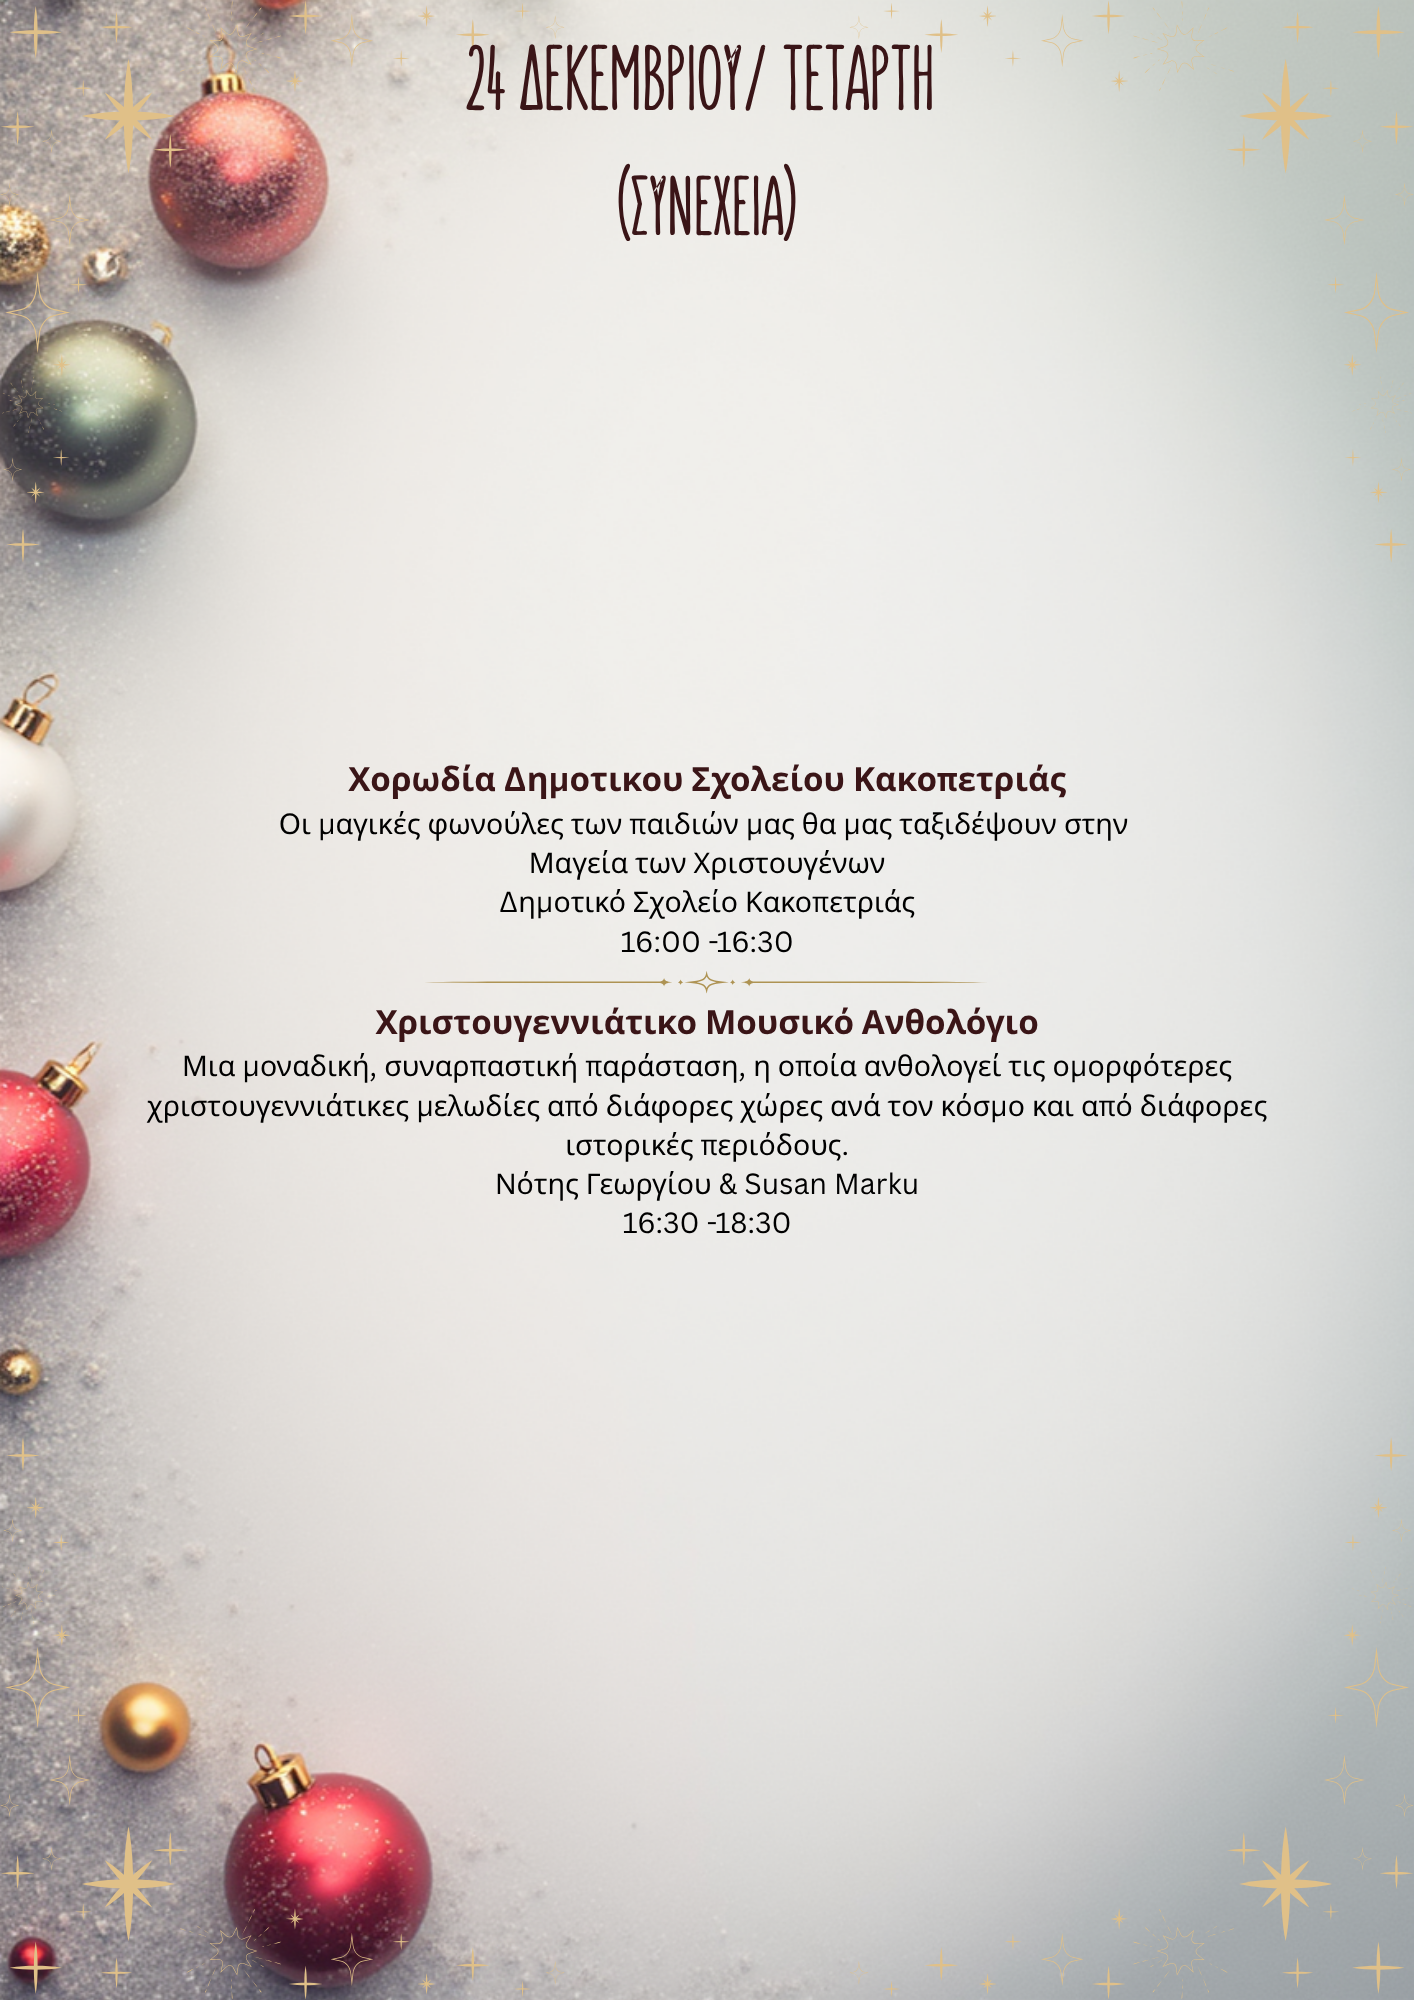 24 ΔΕΚΕΜΒΡΙΟΥ/ ΤΕΤΑΡΤΗ
(ΣΥΝΕΧΕΙΑ)
Χορωδία Δημοτικου Σχολείου Κακοπετριάς
Οι μαγικές φωνούλες των παιδιών μας θα μας ταξιδέψουν στην
Μαγεία των Χριστουγένων
Δημοτικό Σχολείο Κακοπετριάς
16:00 -16:30
Χριστουγεννιάτικο Μουσικό Ανθολόγιο
Μια μοναδική, συναρπαστική παράσταση, η οποία ανθολογεί τις ομορφότερες
χριστουγεννιάτικες μελωδίες από διάφορες χώρες ανά τον κόσμο και από διάφορες
ιστορικές περιόδους.
Νότης Γεωργίου & Susan Marku
16:30 -18:30